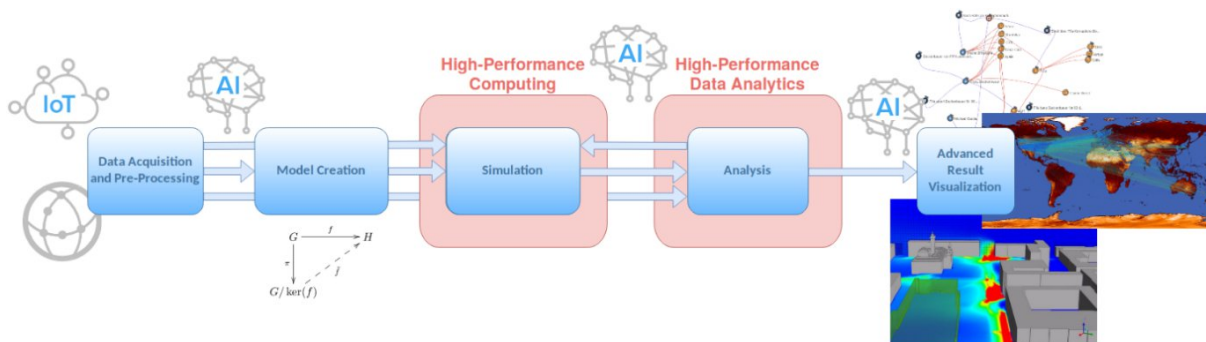 IoT
AI
High-Performance
Computing
AI
High-Performance
Data Analytics
AI
Data Acquisition
and Pre-Processing
Model Creation
Simulation
Analysis
Advanced
Result
Visualization
G
f
H
π
f̄
G/ ker(f)